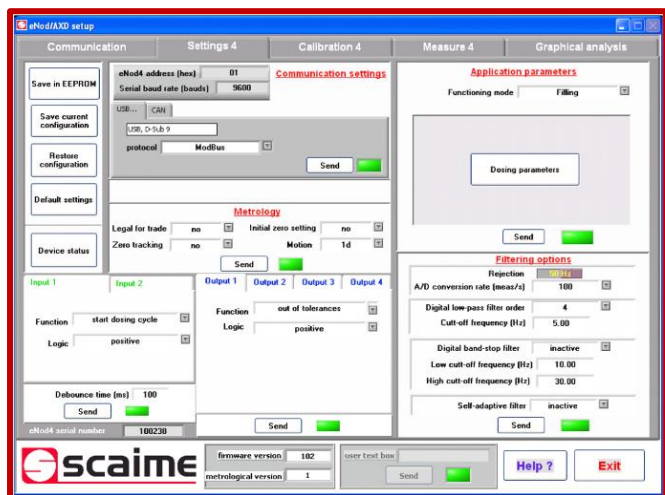 eNod/AXD setup
Communication
Settings 4
Calibration 4
Measure 4
Graphical analysis
Save in EEPROM
Save current configuration
Restore configuration
Default settings
Device status
eNod4 address (hex) 01
Serial baud rate (bauds) 9600
Communication settings
USB... CAN
USB, D-Sub 9
protocol ModBus
Send
Metrology
Legal for trade no Initial zero setting no
Zero tracking no Motion 1d
Send
Input 1 Input 2
Function start dosing cycle
Logic positive
Debounce time (ms) 100
Send
eNod4 serial number 100230
Output 1 Output 2 Output 3 Output 4
Function out of tolerances
Logic positive
Send
Application parameters
Functioning mode Filling
Dosing parameters
Send
Filtering options
Rejection 50 Hz
A/D conversion rate (meas/s) 100
Digital low-pass filter order 4
Cutt-off frequency (Hz) 5.00
Digital band-stop filter inactive
Low cutt-off frequency (Hz) 10.00
High cutt-off frequency (Hz) 30.00
Self-adaptive filter inactive
Send
scaime
firmware version 102
metrological version 1
user text box
Send
Help ?
Exit